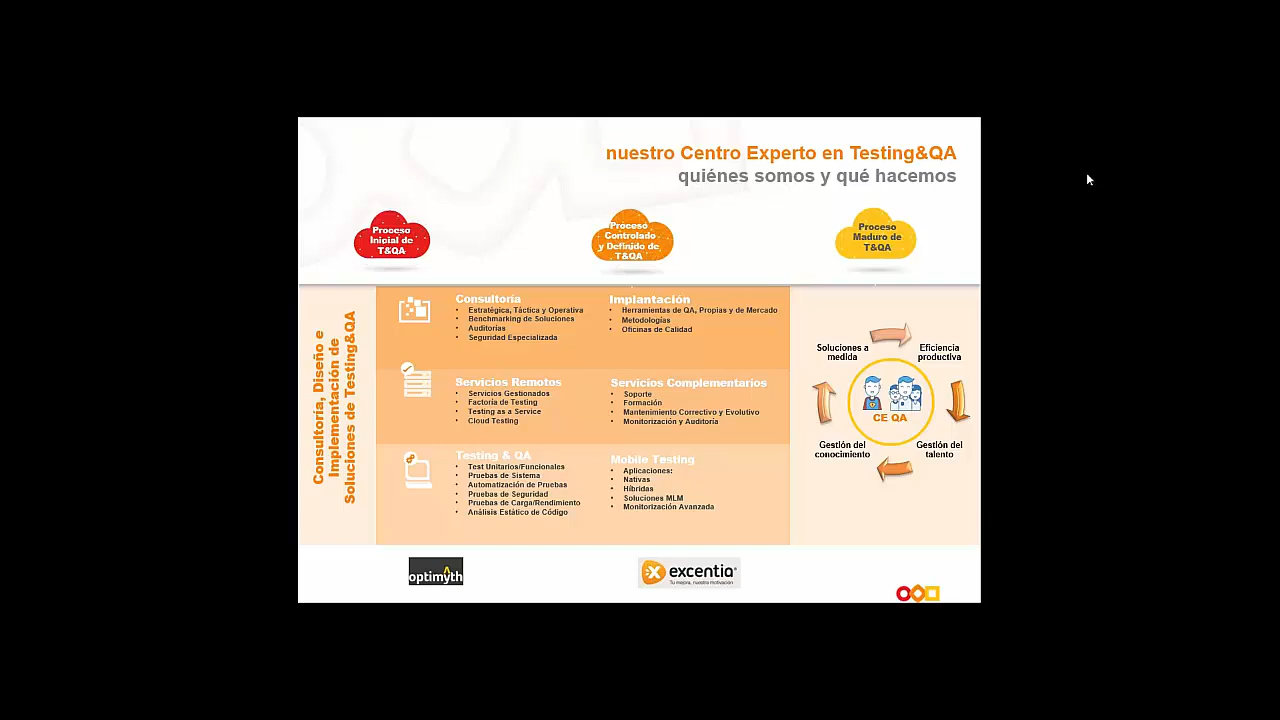 nuestro Centro Experto en Testing&QA
quiénes somos y qué hacemos
Proceso
Inicial de
T&QA
Proceso
Controlado
y Definido de
T&QA
Proceso
Maduro de
T&QA
Consultoría, Diseño e
Implementación de
Soluciones de Testing&QA
Consultoría
• Estratégica, Táctica y Operativa
• Benchmarking de Soluciones
• Auditorías
• Seguridad Especializada
Implantación
• Herramientas de QA, Propias y de Mercado
• Metodologías
• Oficinas de Calidad
Servicios Remotos
• Servicios Gestionados
• Factoría de Testing
• Testing as a Service
• Cloud Testing
Servicios Complementarios
• Soporte
• Formación
• Mantenimiento Correctivo y Evolutivo
• Monitorización y Auditoría
Testing & QA
• Test Unitarios/Funcionales
• Pruebas de Sistema
• Automatización de Pruebas
• Pruebas de Seguridad
• Pruebas de Carga/Rendimiento
• Análisis Estático de Código
Mobile Testing
• Aplicaciones:
• Nativas
• Híbridas
• Soluciones MLM
• Monitorización Avanzada
Soluciones a
medida
Eficiencia
productiva
CE QA
Gestión del
conocimiento
Gestión del
talento
optimyth
excentia
Tu mejora, nuestra motivación